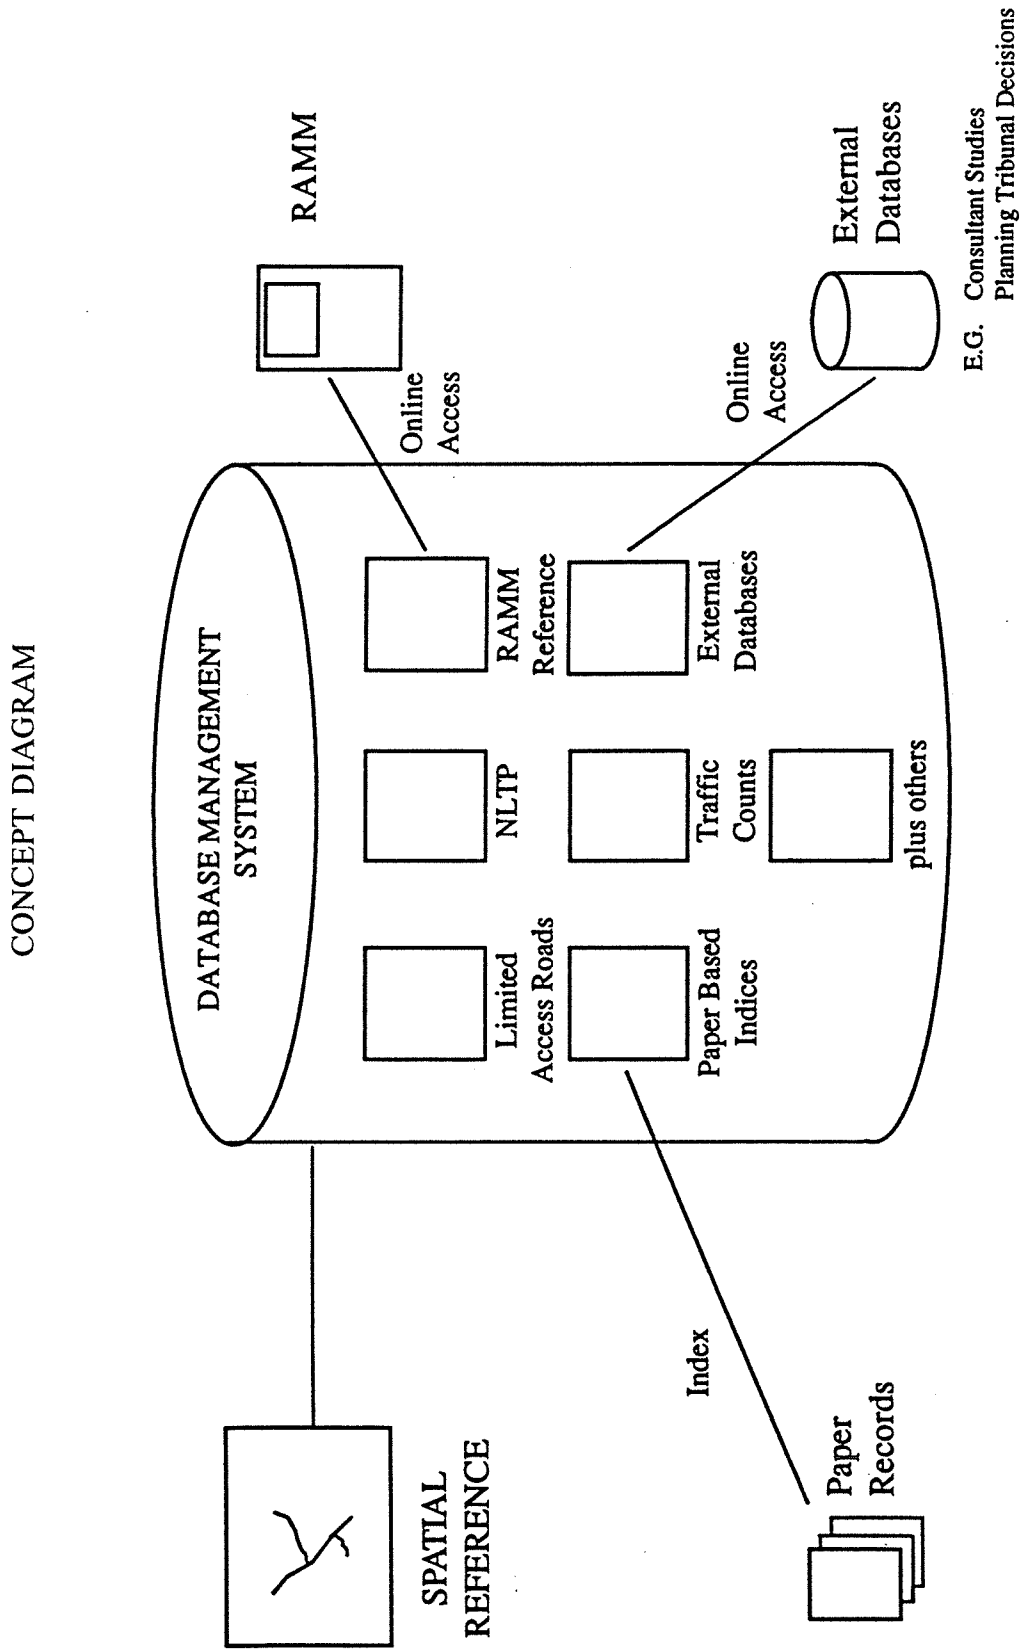 CONCEPT DIAGRAM
DATABASE MANAGEMENT
SYSTEM
SPATIAL
REFERENCE
Limited
Access Roads
NLTP
RAMM
Reference
Online
Access
RAMM
Paper Based
Indices
Traffic
Counts
External
Databases
Online
Access
External
Databases
E.G. Consultant Studies
Planning Tribunal Decisions
plus others
Index
Paper
Records